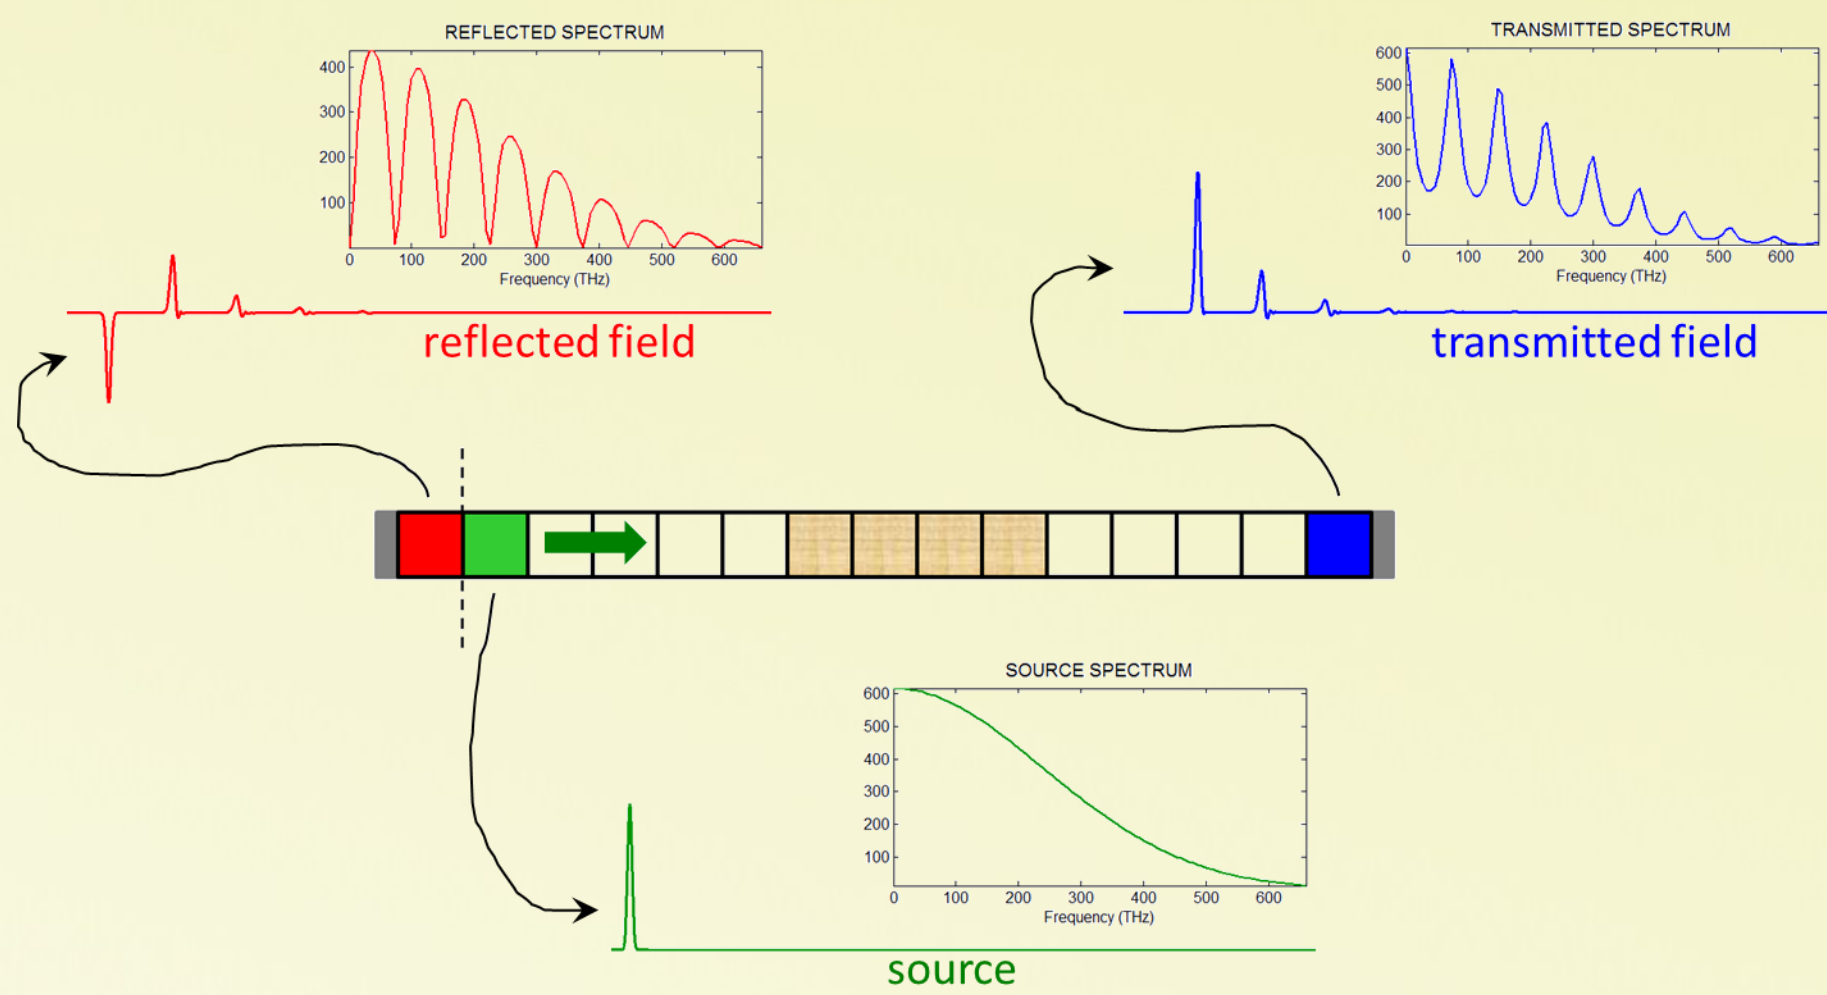 REFLECTED SPECTRUM
400
300
200
100
0 100 200 300 400 500 600
Frequency (THz)
reflected field
TRANSMITTED SPECTRUM
600
500
400
300
200
100
0 100 200 300 400 500 600
Frequency (THz)
transmitted field
SOURCE SPECTRUM
600
500
400
300
200
100
0 100 200 300 400 500 600
Frequency (THz)
source